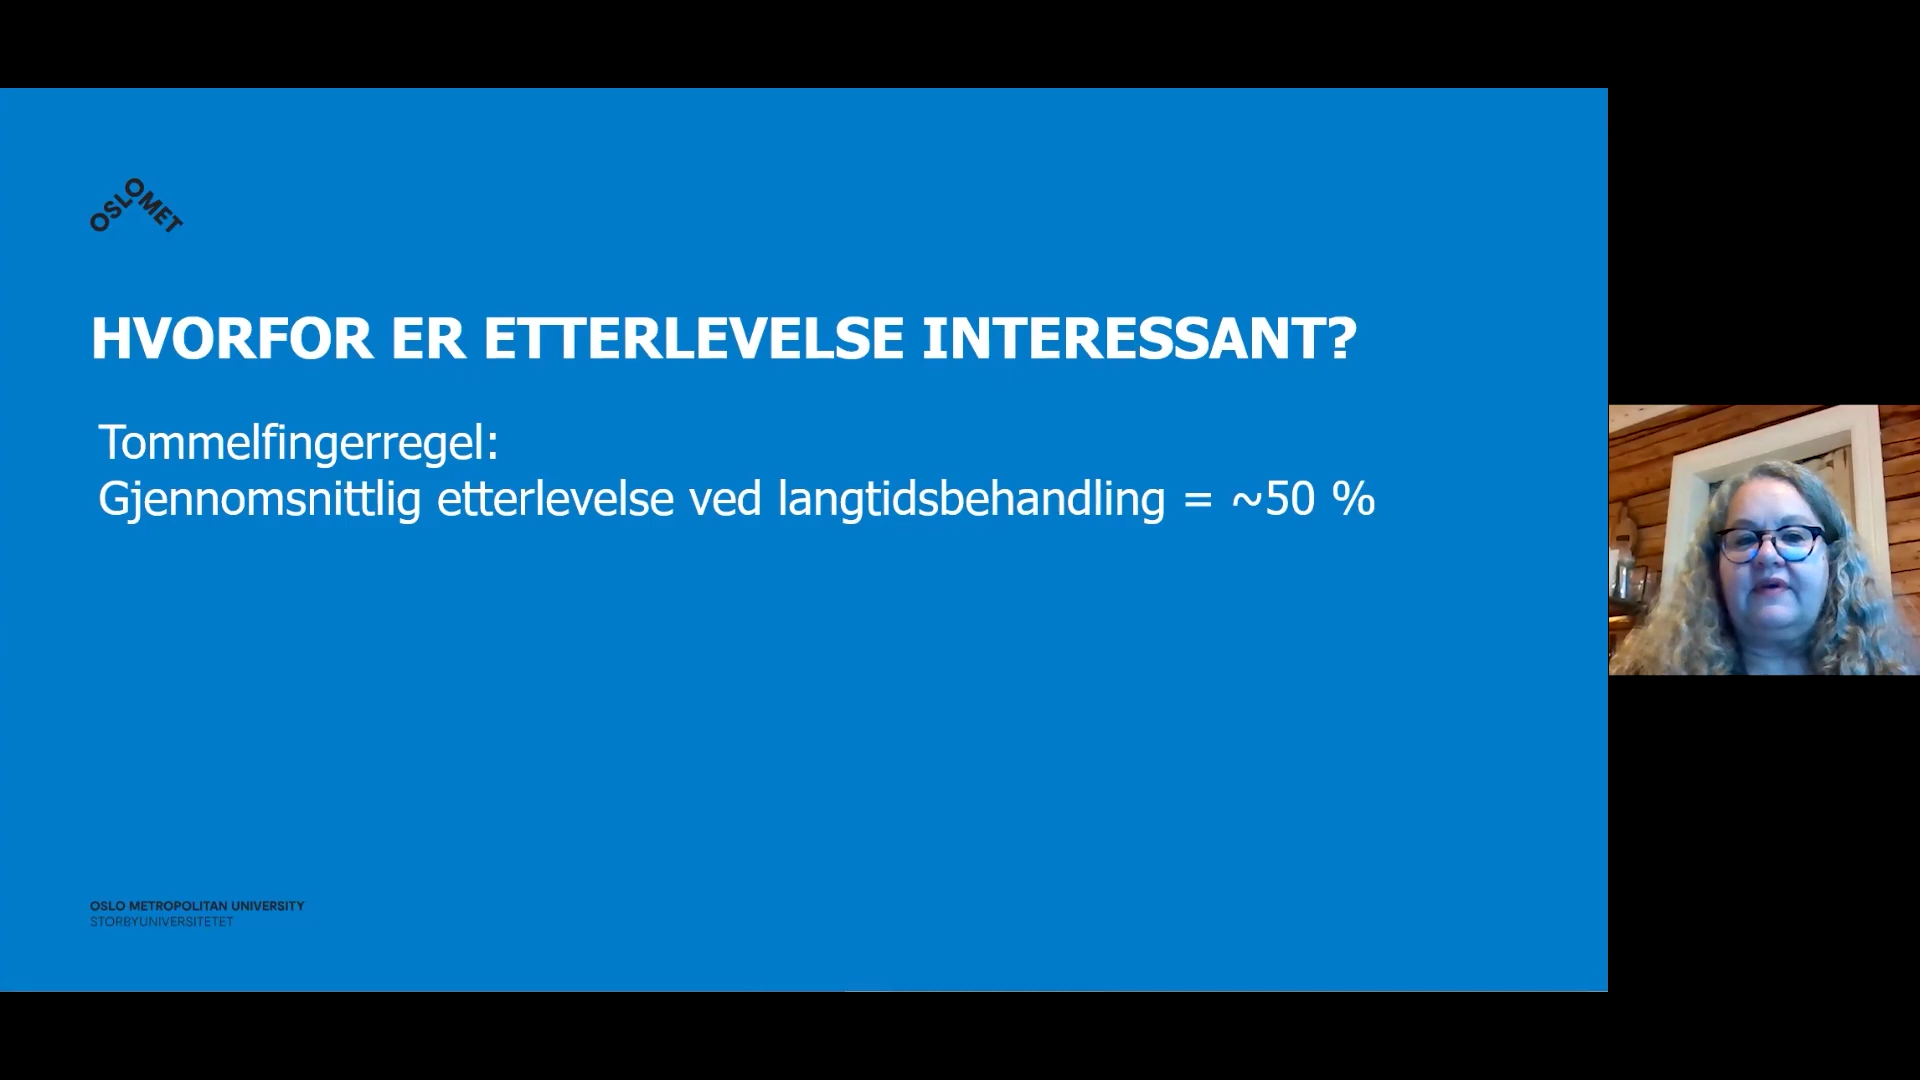 OSLOMET
HVORFOR ER ETTERLEVELSE INTERESSANT?
Tommelfingerregel:
Gjennomsnittlig etterlevelse ved langtidsbehandling = ~50 %
OSLO METROPOLITAN UNIVERSITY
STORBYUNIVERSITETET